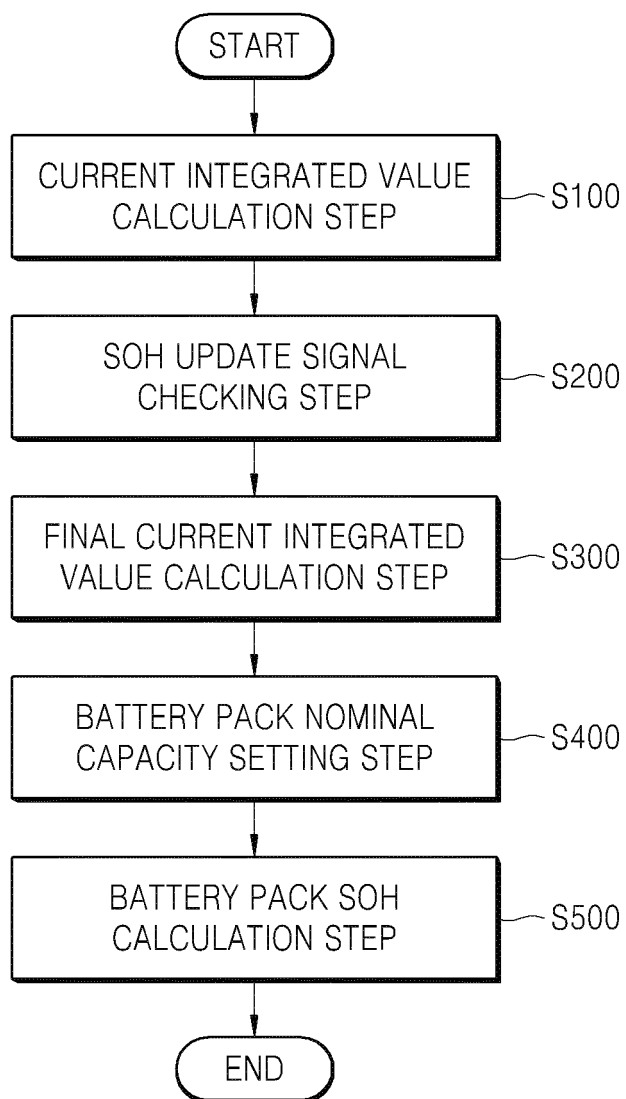 START
CURRENT INTEGRATED VALUE
CALCULATION STEP
S100
SOH UPDATE SIGNAL
CHECKING STEP
S200
FINAL CURRENT INTEGRATED
VALUE CALCULATION STEP
S300
BATTERY PACK NOMINAL
CAPACITY SETTING STEP
S400
BATTERY PACK SOH
CALCULATION STEP
S500
END